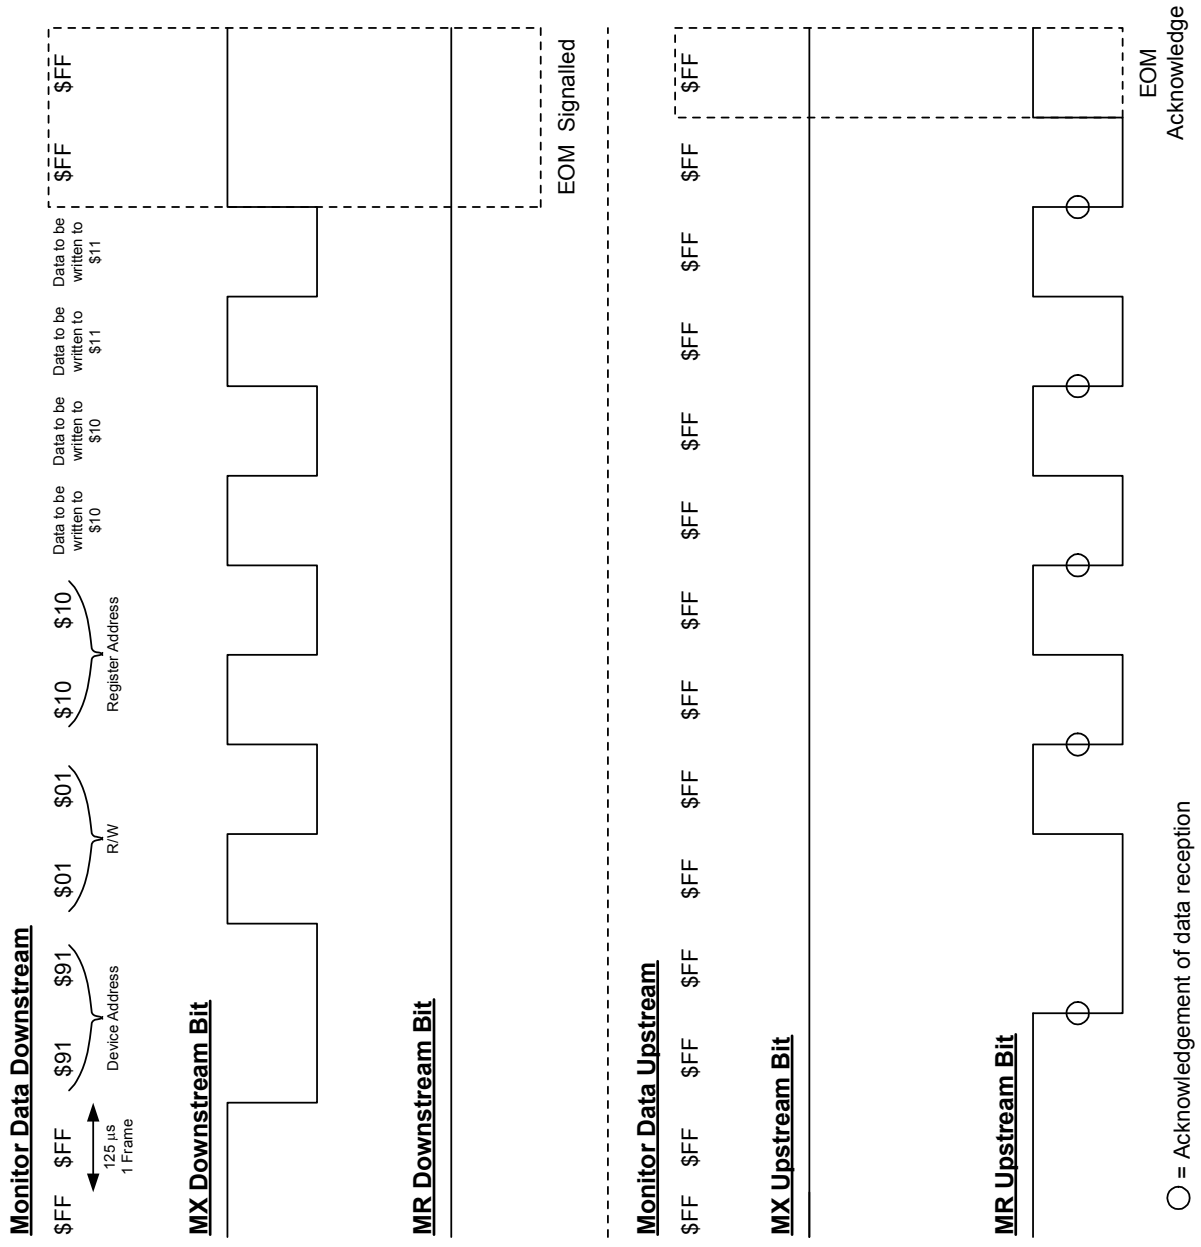 Monitor Data Downstream
$FF $FF $91 $91 $01 $01 $10 $10 Data to be written to $10 Data to be written to $10 Data to be written to $11 Data to be written to $11 $FF $FF
125 µs
1 Frame
Device Address
R/W
Register Address
MX Downstream Bit
MR Downstream Bit
EOM Signalled
Monitor Data Upstream
$FF $FF $FF $FF $FF $FF $FF $FF $FF $FF $FF $FF $FF $FF
MX Upstream Bit
MR Upstream Bit
EOM
Acknowledge
= Acknowledgement of data reception